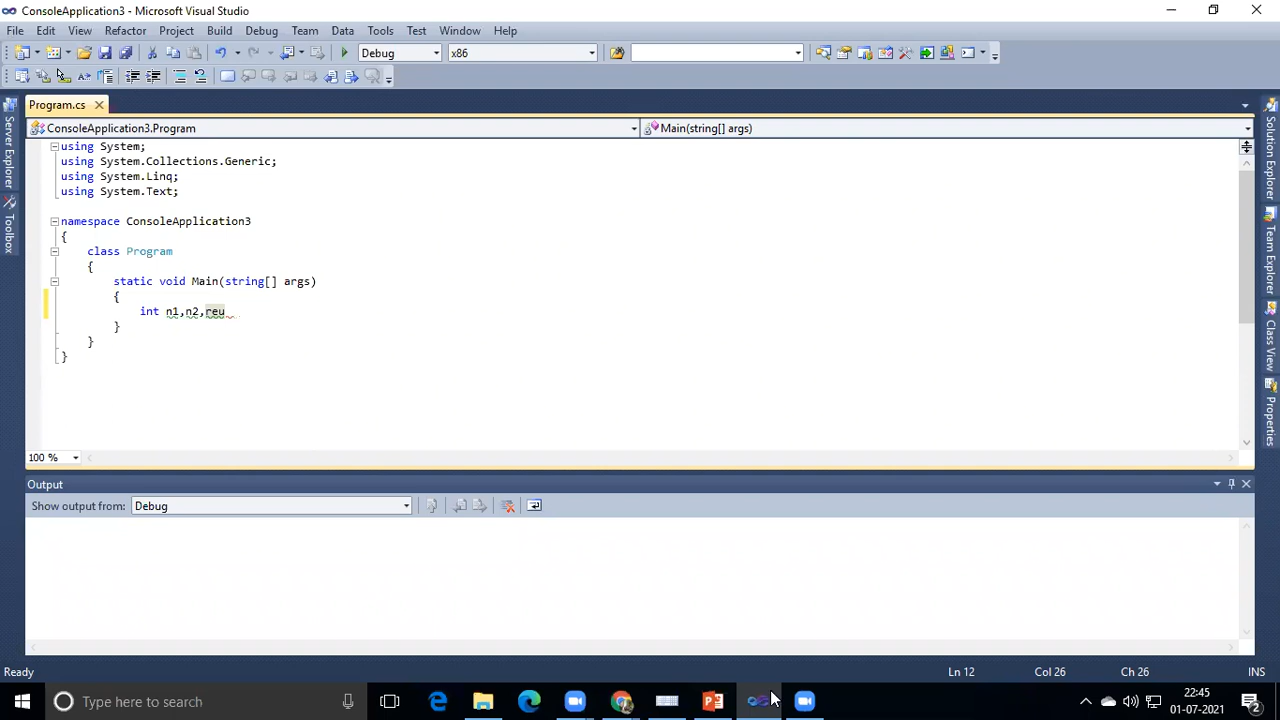 ConsoleApplication3 - Microsoft Visual Studio
File Edit View Refactor Project Build Debug Team Data Tools Test Window Help
Debug x86
Program.cs
ConsoleApplication3.Program Main(string[] args)
using System;
using System.Collections.Generic;
using System.Linq;
using System.Text;
namespace ConsoleApplication3
{
class Program
{
static void Main(string[] args)
{
int n1,n2,reu
}
}
}
100 %
Output
Show output from: Debug
Ready Ln 12 Col 26 Ch 26 INS
Type here to search
22:45
01-07-2021
2
Server Explorer
Toolbox
Solution Explorer
Team Explorer
Class View
Properties